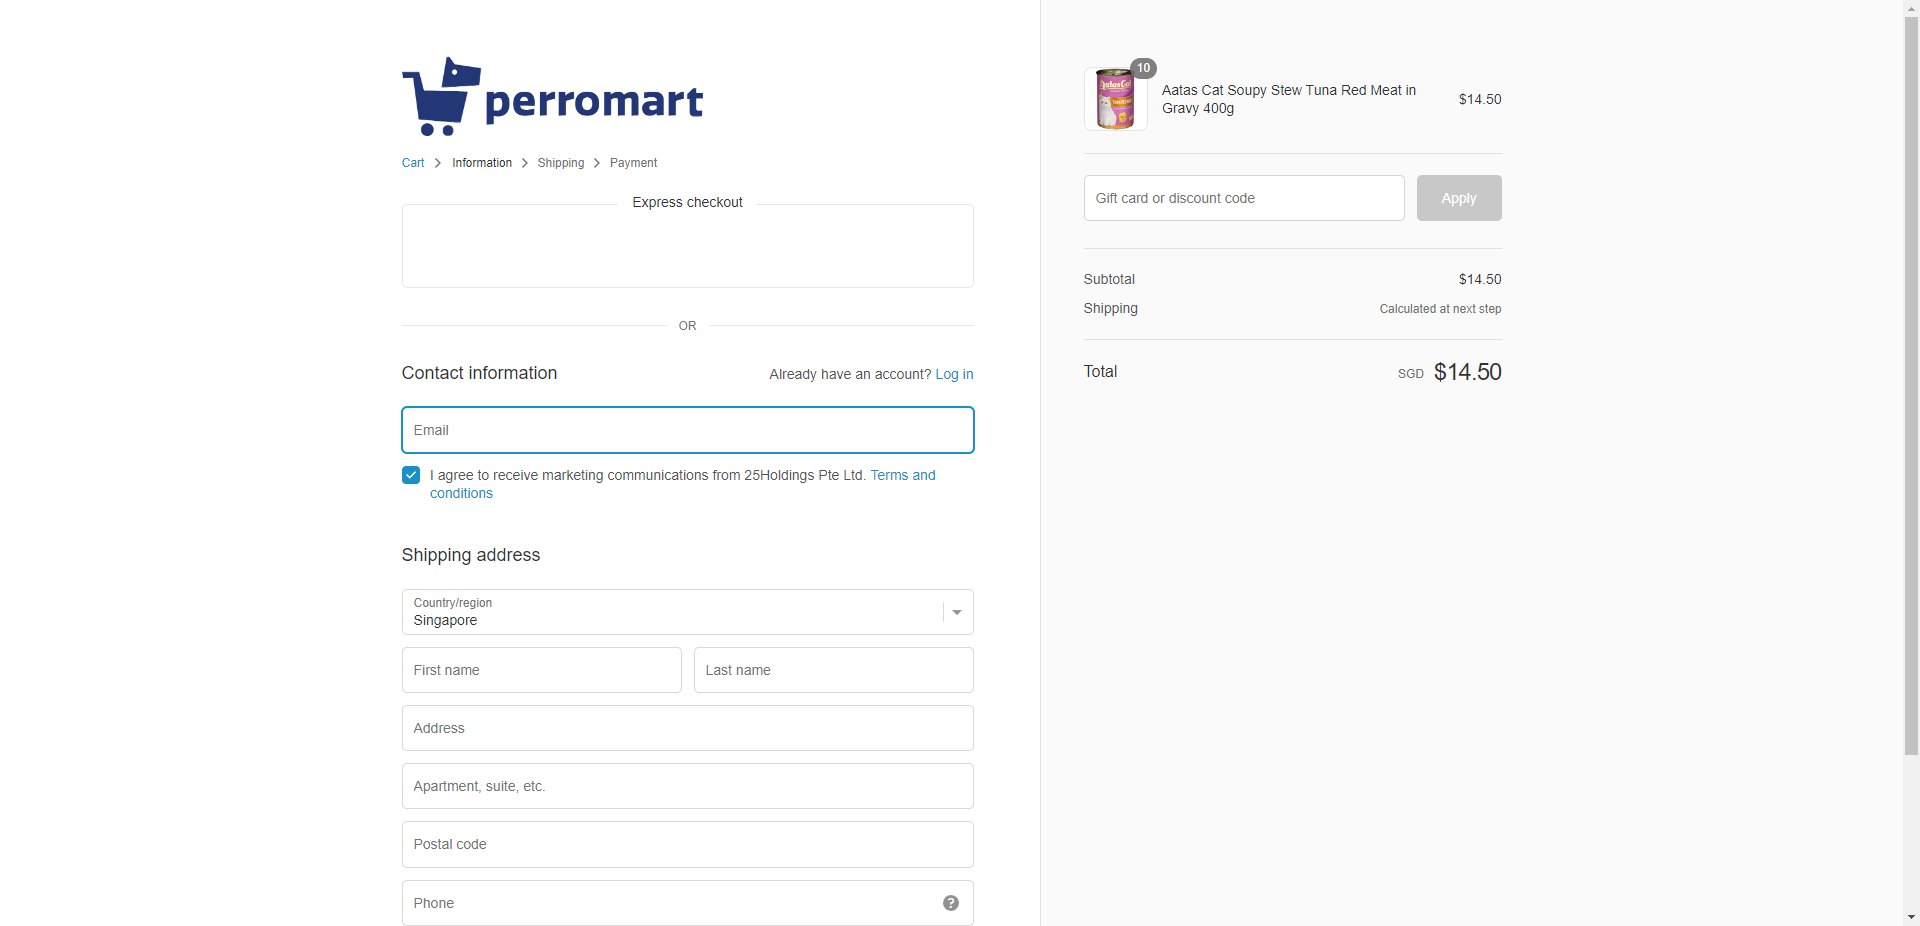 perromart
Cart
Information
Shipping
Payment
Express checkout
OR
Contact information
Already have an account? Log in
Email
I agree to receive marketing communications from 25Holdings Pte Ltd. Terms and
conditions
Shipping address
Country/region
Singapore
First name
Last name
Address
Apartment, suite, etc.
Postal code
Phone
?
10
Aatas Cat
Aatas Cat Soupy Stew Tuna Red Meat in
Gravy 400g
$14.50
Gift card or discount code
Apply
Subtotal
$14.50
Shipping
Calculated at next step
Total
SGD $14.50